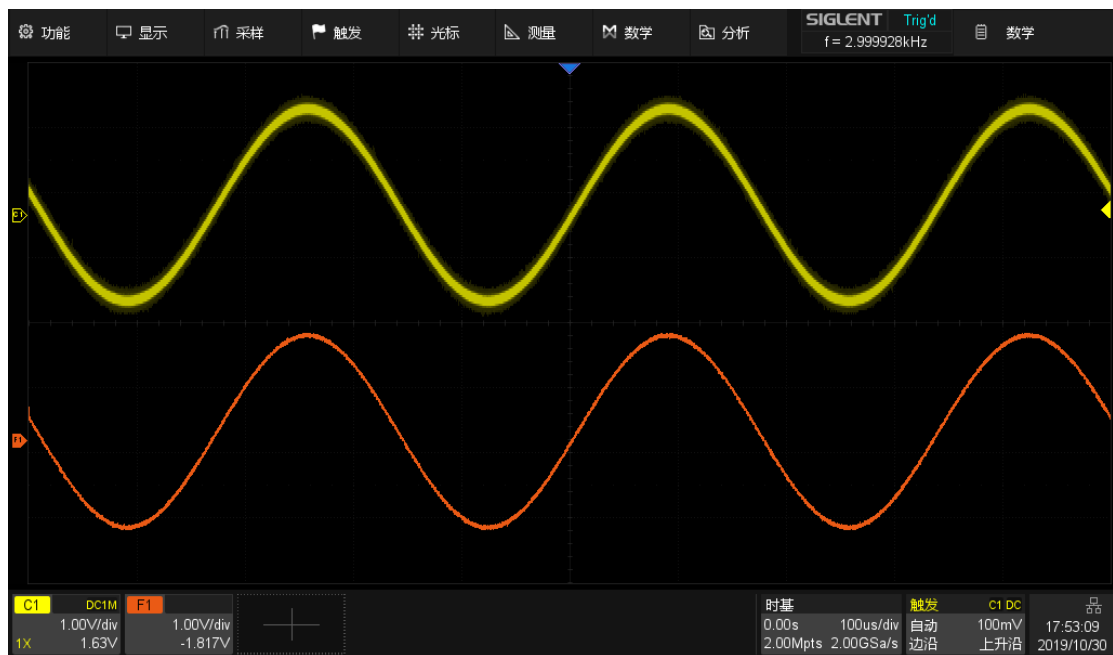 功能 显示 采样 触发 光标 测量 数学 分析 SIGLENT Trig'd 数学
f = 2.999928kHz
C1
F1
C1 DC1M F1 时基 触发 C1 DC
1.00V/div 1.00V/div 0.00s 100us/div 自动 100mV 17:53:09
1X 1.63V -1.817V 2.00Mpts 2.00GSa/s 边沿 上升沿 2019/10/30